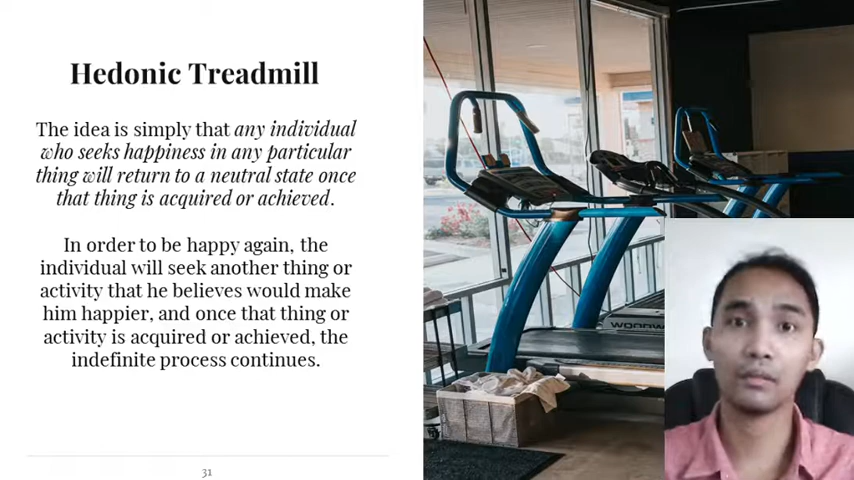 Hedonic Treadmill
The idea is simply that any individual
who seeks happiness in any particular
thing will return to a neutral state once
that thing is acquired or achieved.
In order to be happy again, the
individual will seek another thing or
activity that he believes would make
him happier, and once that thing or
activity is acquired or achieved, the
indefinite process continues.
31